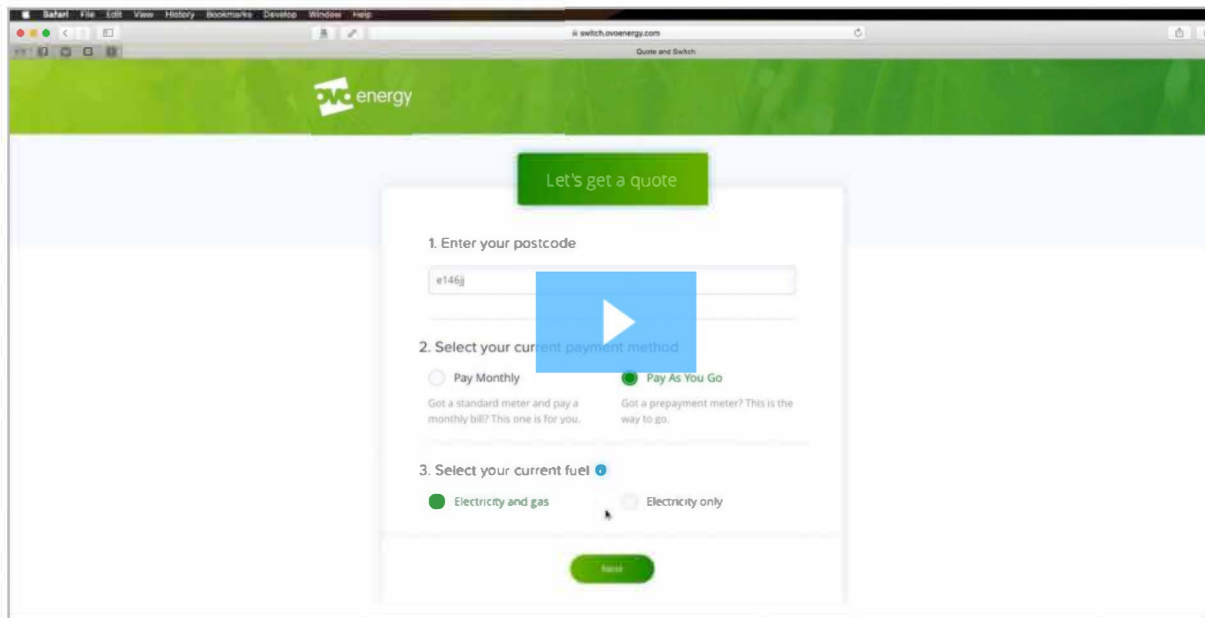 Safari File Edit View History Bookmarks Develop Window Help
switch.ovoenergy.com
Quote and Switch
ovo energy
Let's get a quote
1. Enter your postcode
e146jj
2. Select your current payment method
Pay Monthly Pay As You Go
Got a standard meter and pay a Got a prepayment meter? This is the
monthly bill? This one is for you. way to go.
3. Select your current fuel
Electricity and gas Electricity only
Next